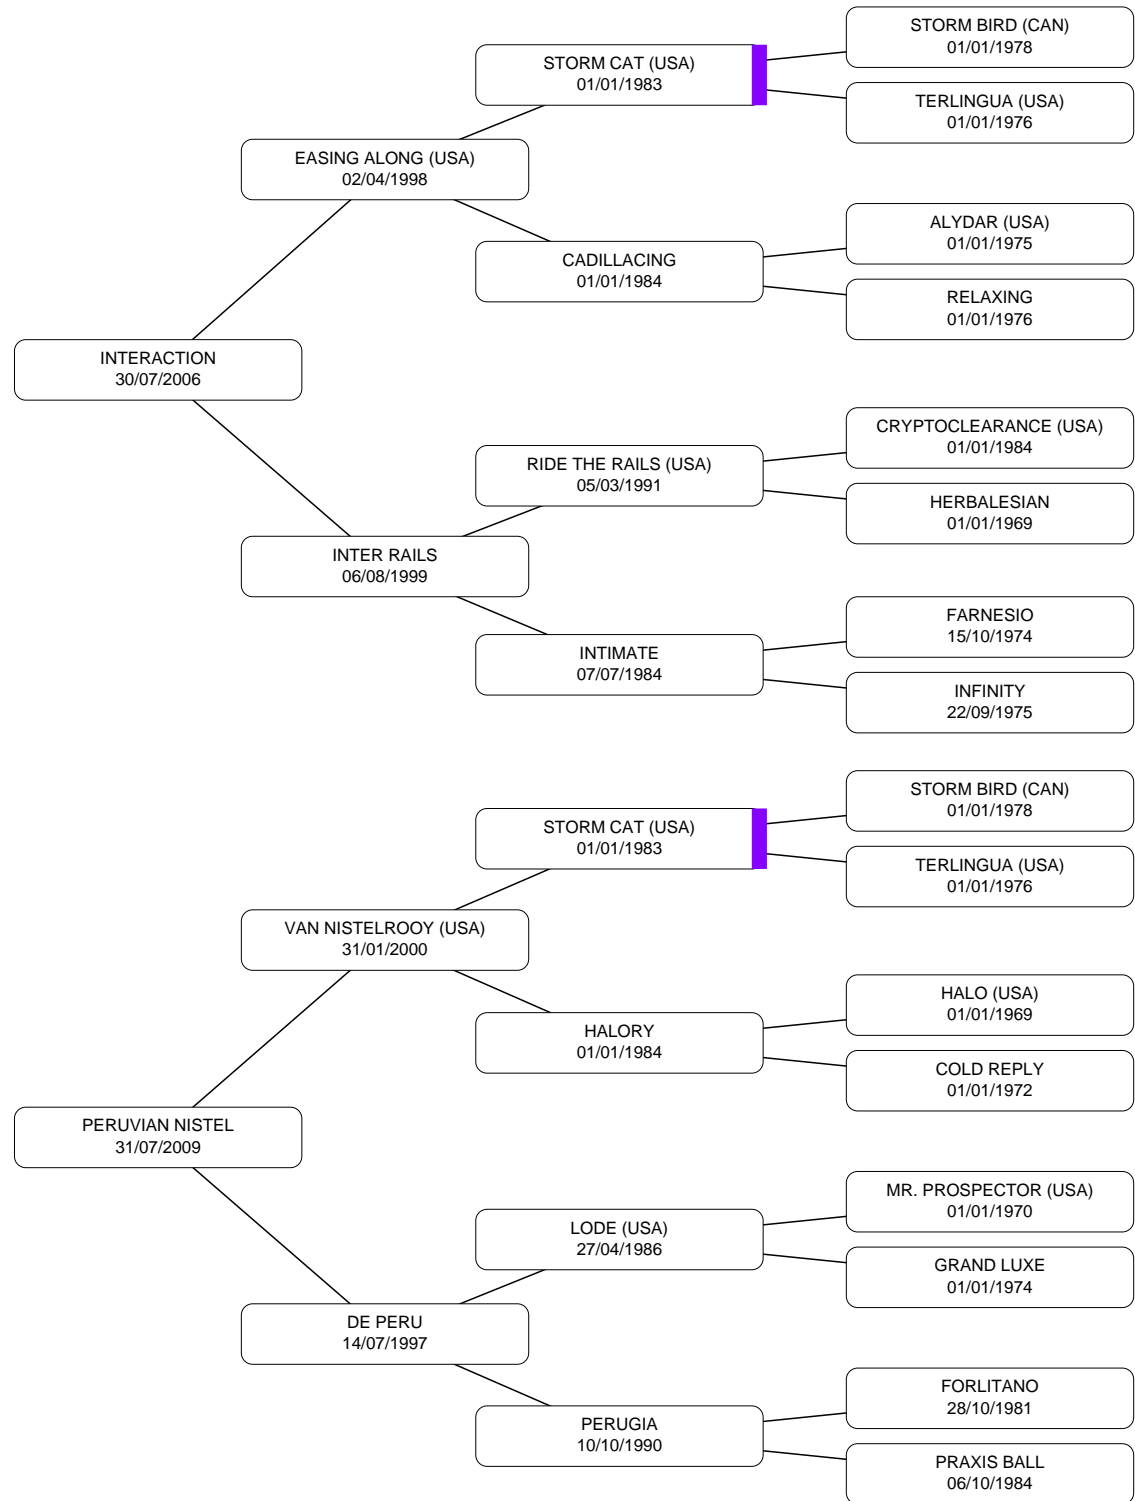 STORM BIRD (CAN)
01/01/1978
STORM CAT (USA)
01/01/1983
TERLINGUA (USA)
01/01/1976
EASING ALONG (USA)
02/04/1998
ALYDAR (USA)
01/01/1975
CADILLACING
01/01/1984
RELAXING
01/01/1976
INTERACTION
30/07/2006
CRYPTOCLEARANCE (USA)
01/01/1984
RIDE THE RAILS (USA)
05/03/1991
HERBALESIAN
01/01/1969
INTER RAILS
06/08/1999
FARNESIO
15/10/1974
INTIMATE
07/07/1984
INFINITY
22/09/1975
STORM BIRD (CAN)
01/01/1978
STORM CAT (USA)
01/01/1983
TERLINGUA (USA)
01/01/1976
VAN NISTELROOY (USA)
31/01/2000
HALO (USA)
01/01/1969
HALORY
01/01/1984
COLD REPLY
01/01/1972
PERUVIAN NISTEL
31/07/2009
MR. PROSPECTOR (USA)
01/01/1970
LODE (USA)
27/04/1986
GRAND LUXE
01/01/1974
DE PERU
14/07/1997
FORLITANO
28/10/1981
PERUGIA
10/10/1990
PRAXIS BALL
06/10/1984